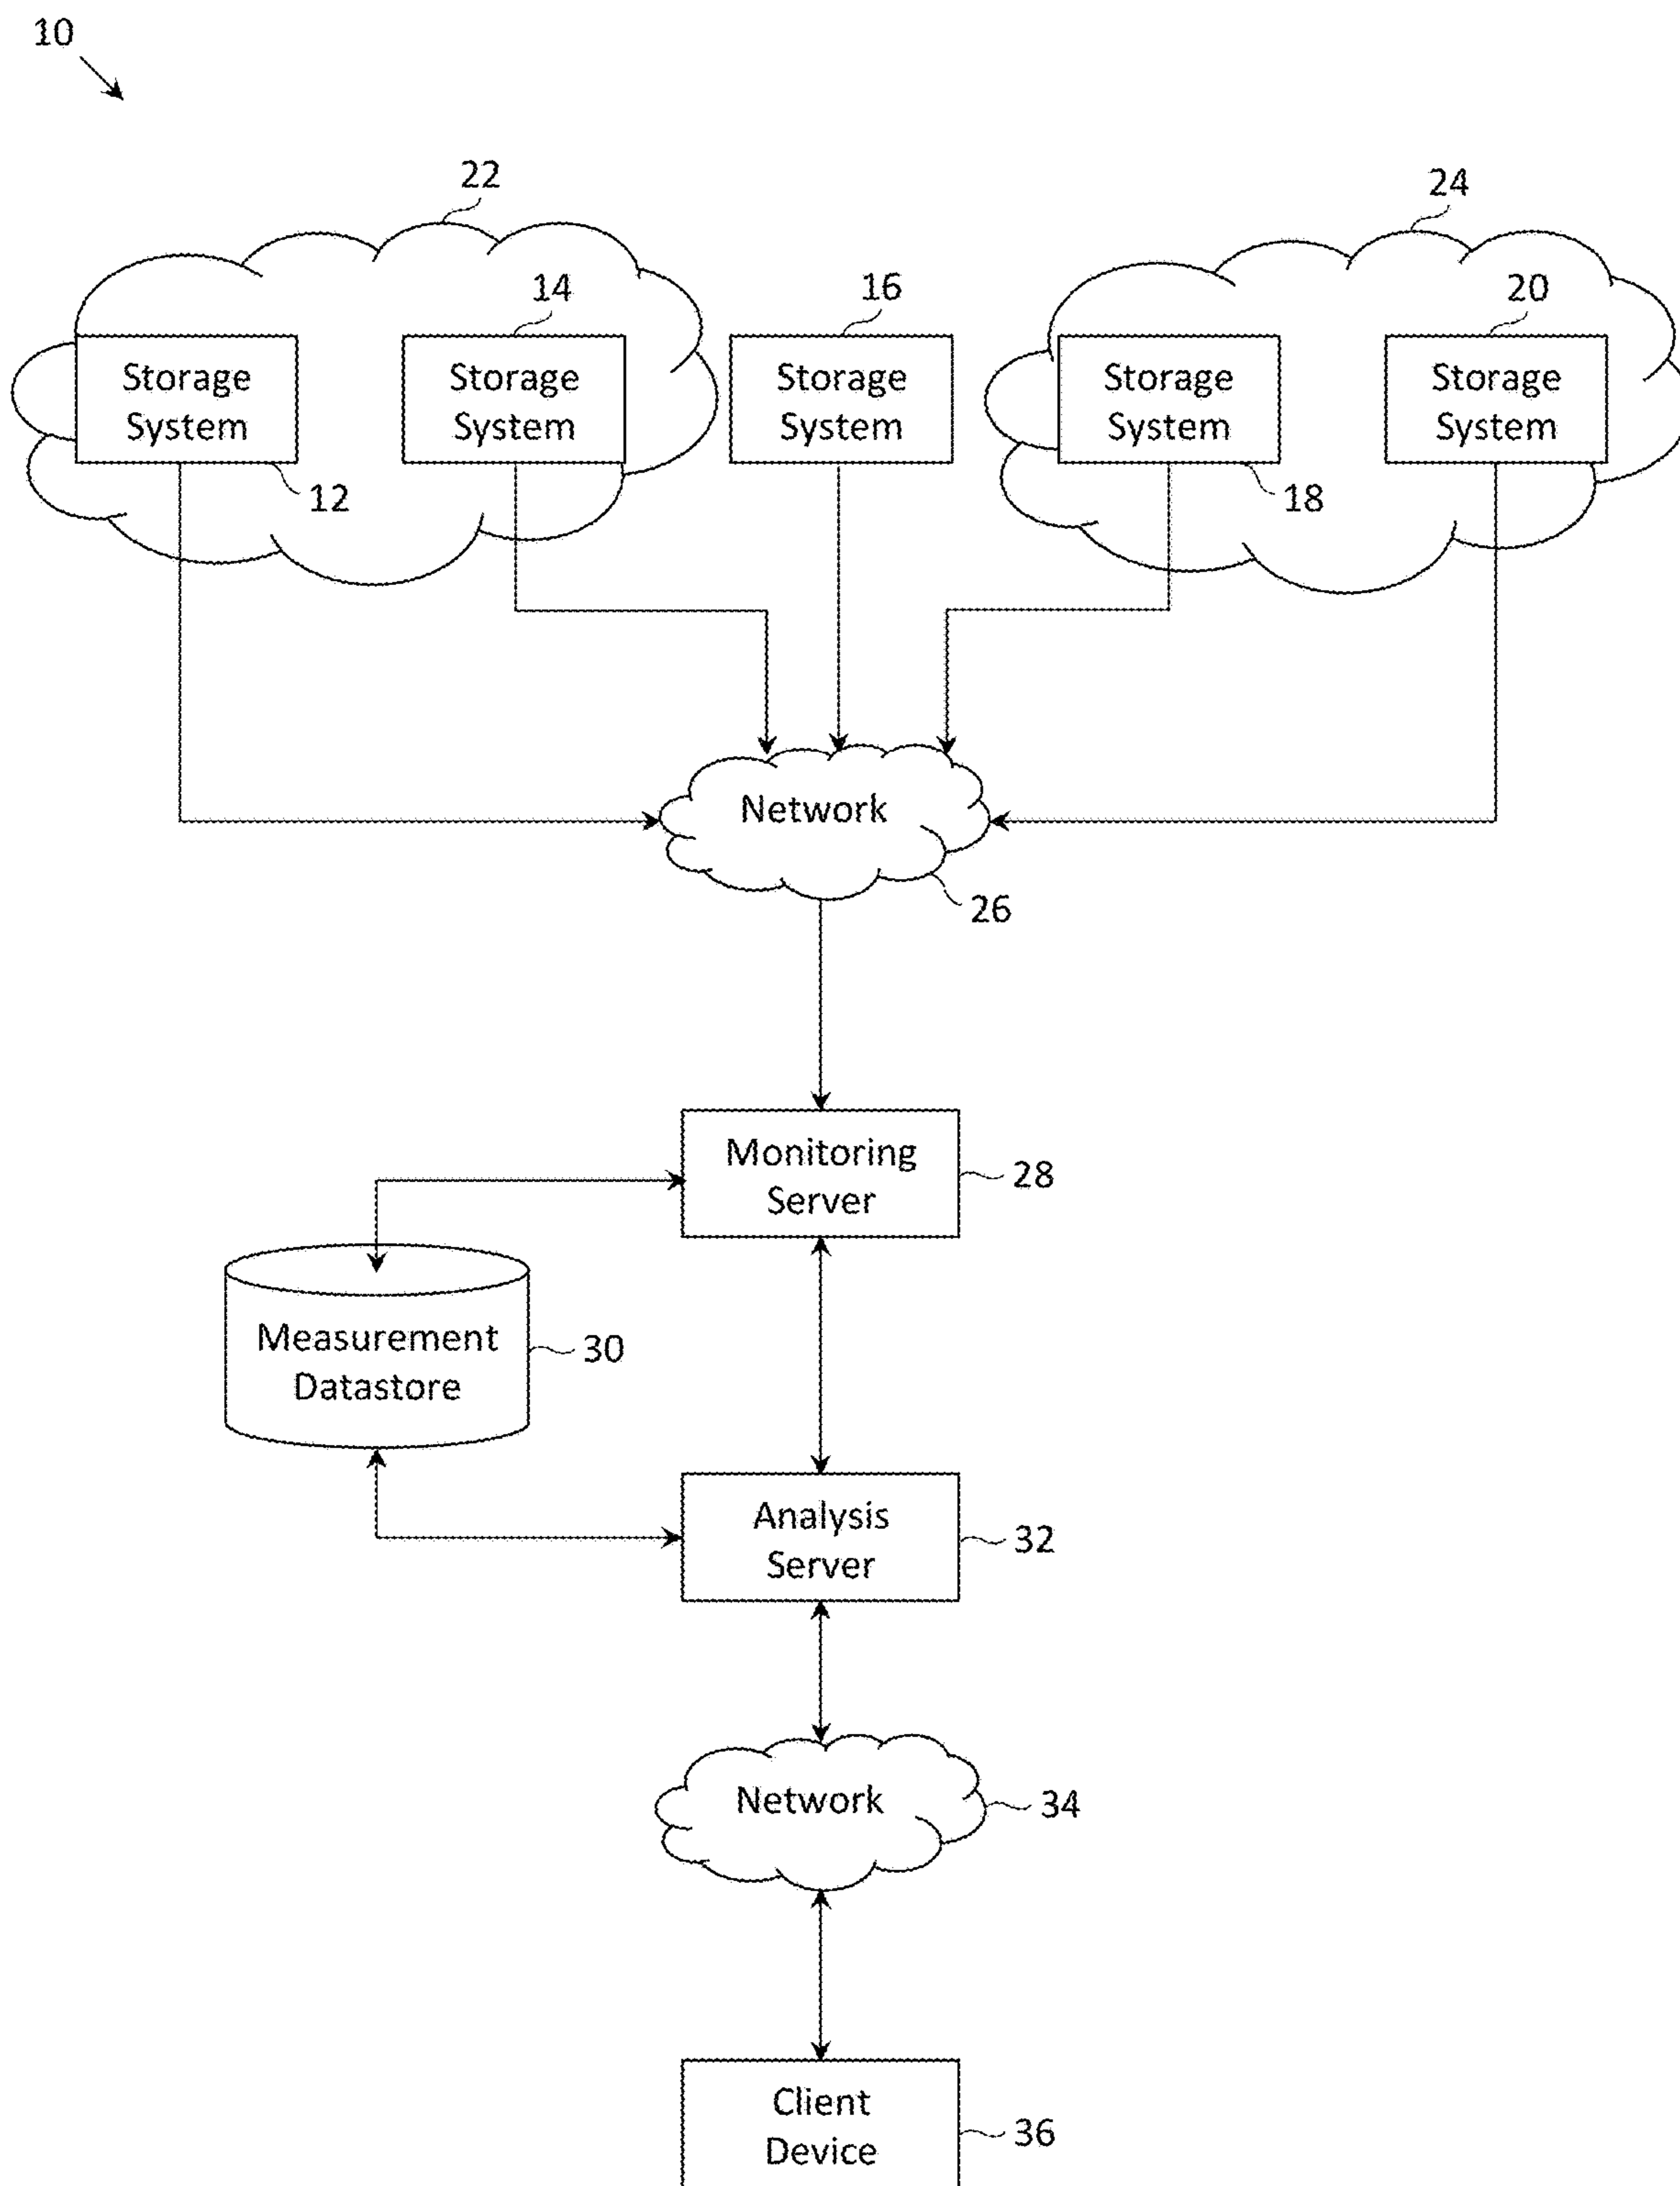 10
22
24
14
16
20
Storage
System
Storage
System
Storage
System
Storage
System
Storage
System
12
18
Network
26
Monitoring
Server
28
Measurement
Datastore
30
Analysis
Server
32
Network
34
Client
Device
36